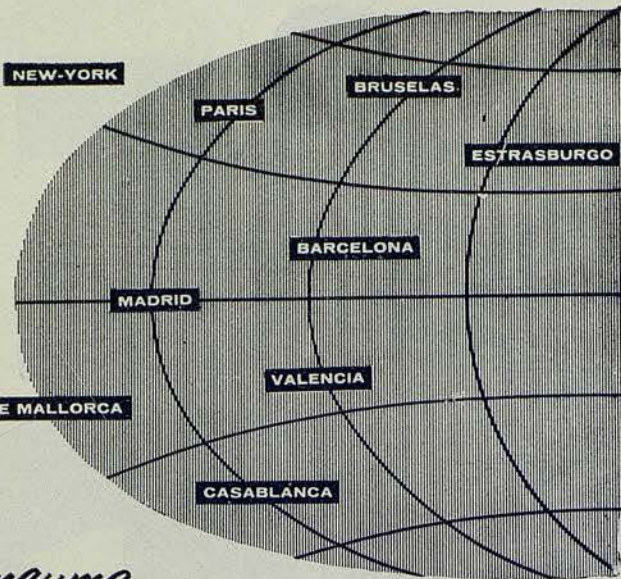 NEW-YORK
BRUSELAS
PARIS
ESTRASBURGO
BARCELONA
MADRID
VALENCIA
E MALLORCA
CASABLANCA